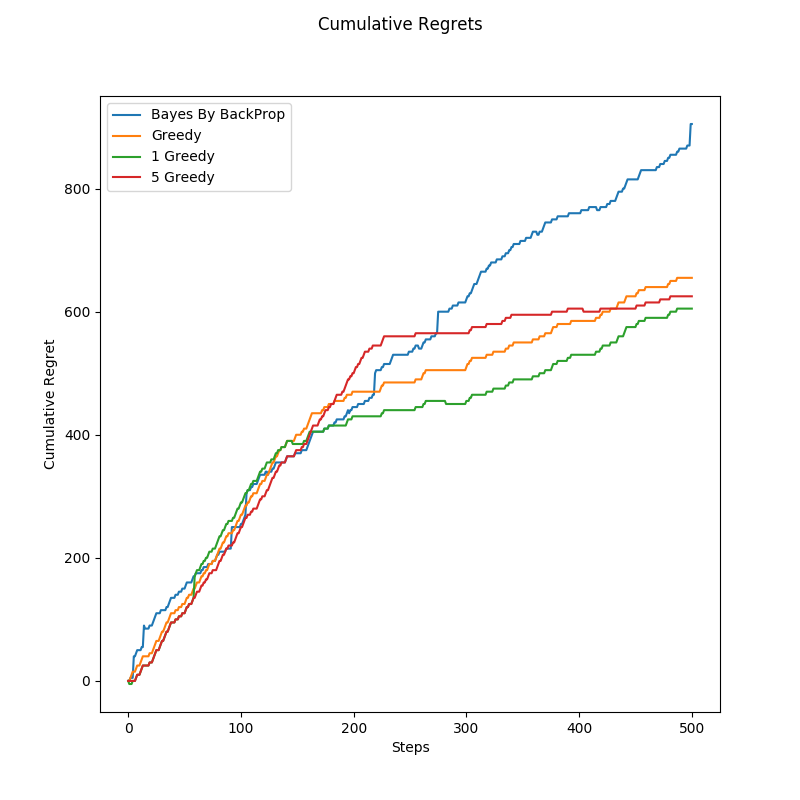 Cumulative Regrets
Bayes By BackProp
Greedy
1 Greedy
5 Greedy
800
600
400
200
0
Cumulative Regret
0 100 200 300 400 500
Steps